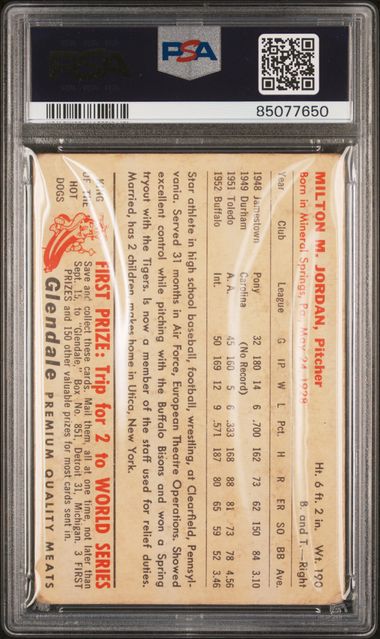 PSA
PSA
85077650
MILTON M. JORDAN, Pitcher
Ht. 6 ft. 2 in. Wt. 190
Born in Mineral Springs, Pa. May 24, 1928
B. and T.—Right
Year Club League G IP W L Pct. H R ER SO BB Ave.
1948 Jamestown Pony 32 180 14 6 .700 162 73 62 150 84 3.10
1949 Durham Carolina (No Record)
1951 Toledo A. A. 45 160 5 6 .333 168 88 81 73 78 4.56
1952 Buffalo Int. 50 169 12 9 .571 187 80 65 59 52 3.46
Star athlete in high school baseball, football, wrestling, at Clearfield, Pennsyl-
vania. Served 31 months in Air Force, European Theatre Operations. Showed
excellent control while pitching with the Buffalo Bisons and won a Spring
tryout with the Tigers. Is now a member of the staff used for relief duties.
Married, has 2 children, makes home in Utica, New York.
KING
OF THE
HOT
DOGS
FIRST PRIZE: Trip for 2 to WORLD SERIES
Save and collect these cards. Mail them, all at one time, not later than
Sept. 15, to "Glendale," Box No. 851, Detroit 31, Michigan. 3 FIRST
PRIZES and 150 other valuable prizes for most cards sent in.
Glendale PREMIUM QUALITY MEATS